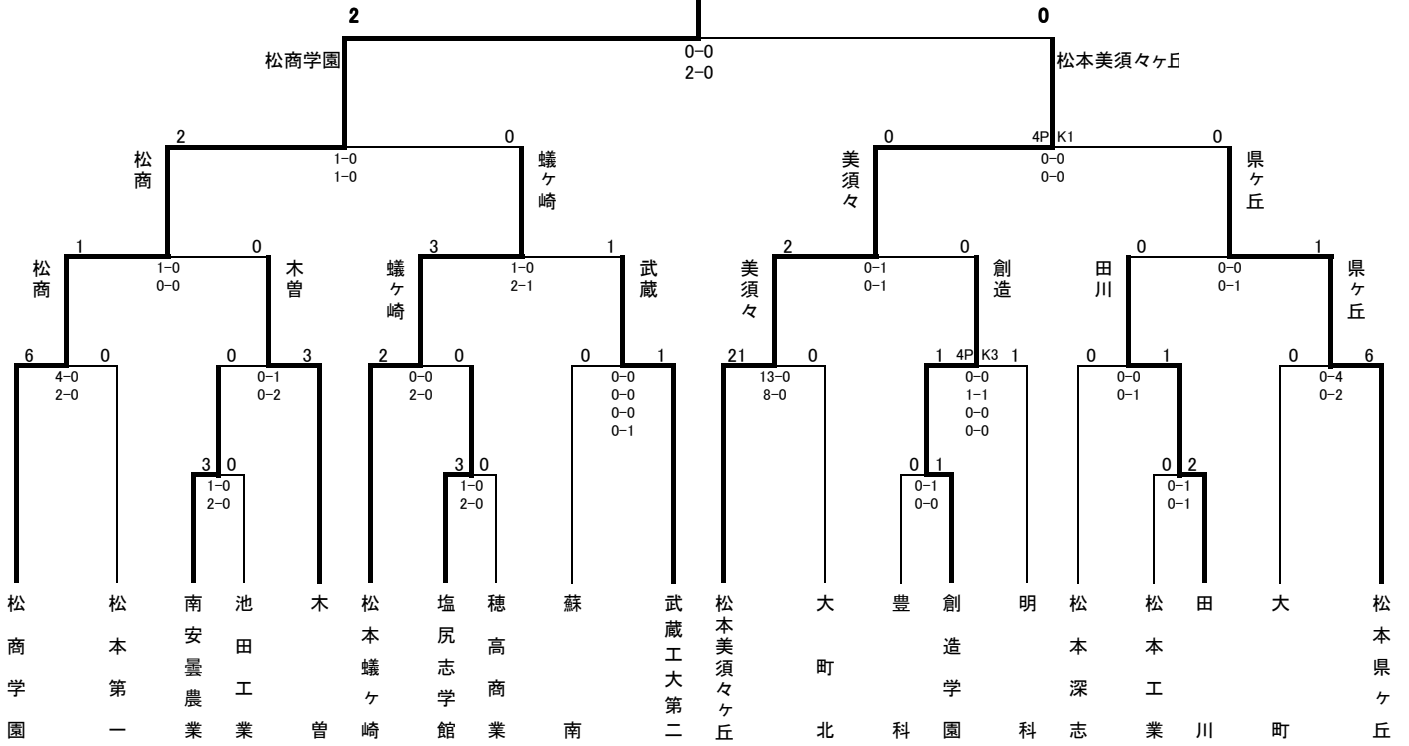 2 0
松商学園 0-0 松本美須々ヶ丘
2-0
2 0 0 4P K1 0
松商 1-0 蟻ヶ崎 美須々 0-0 県ヶ丘
1-0 0-0
1 0 3 1 2 0 0 1
松商 1-0 木曽 蟻ヶ崎 1-0 武蔵 美須々 0-1 創造 田川 0-0 県ヶ丘
0-0 2-1 0-1 0-1
6 0 0 3 2 0 0 1 21 0 1 4P K3 1 0 1 0 6
4-0 0-1 0-0 0-0 13-0 0-0 0-0 0-4
2-0 0-2 2-0 0-0 8-0 1-1 0-1 0-2
0-0 0-0
0-1 0-0
3 0 3 0 0 1 0 2
1-0 1-0 0-1 0-1
2-0 2-0 0-0 0-1
松商学園
松本第一
南安曇農業
池田工業
木曽
松本蟻ヶ崎
塩尻志学館
穂高商業
蘇南
武蔵工大第二
松本美須々ヶ丘
大町北
豊科
創造学園
明科
松本深志
松本工業
田川
大町
松本県ヶ丘